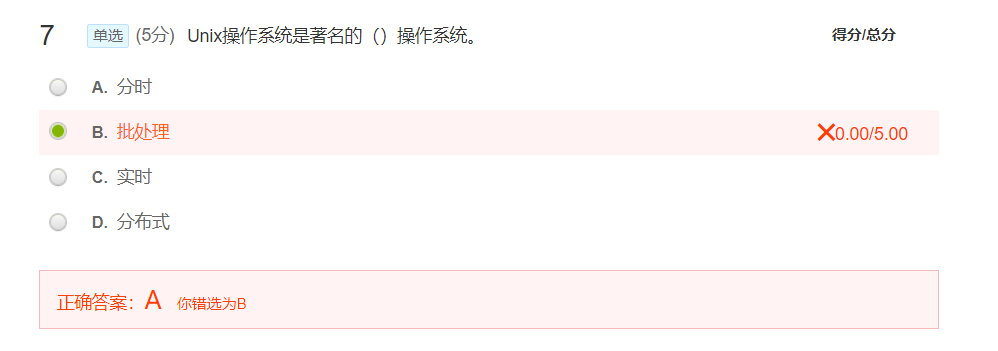 7 单选 (5分) Unix操作系统是著名的（）操作系统。 得分/总分
A. 分时
B. 批处理 0.00/5.00
C. 实时
D. 分布式
正确答案：A 你错选为B